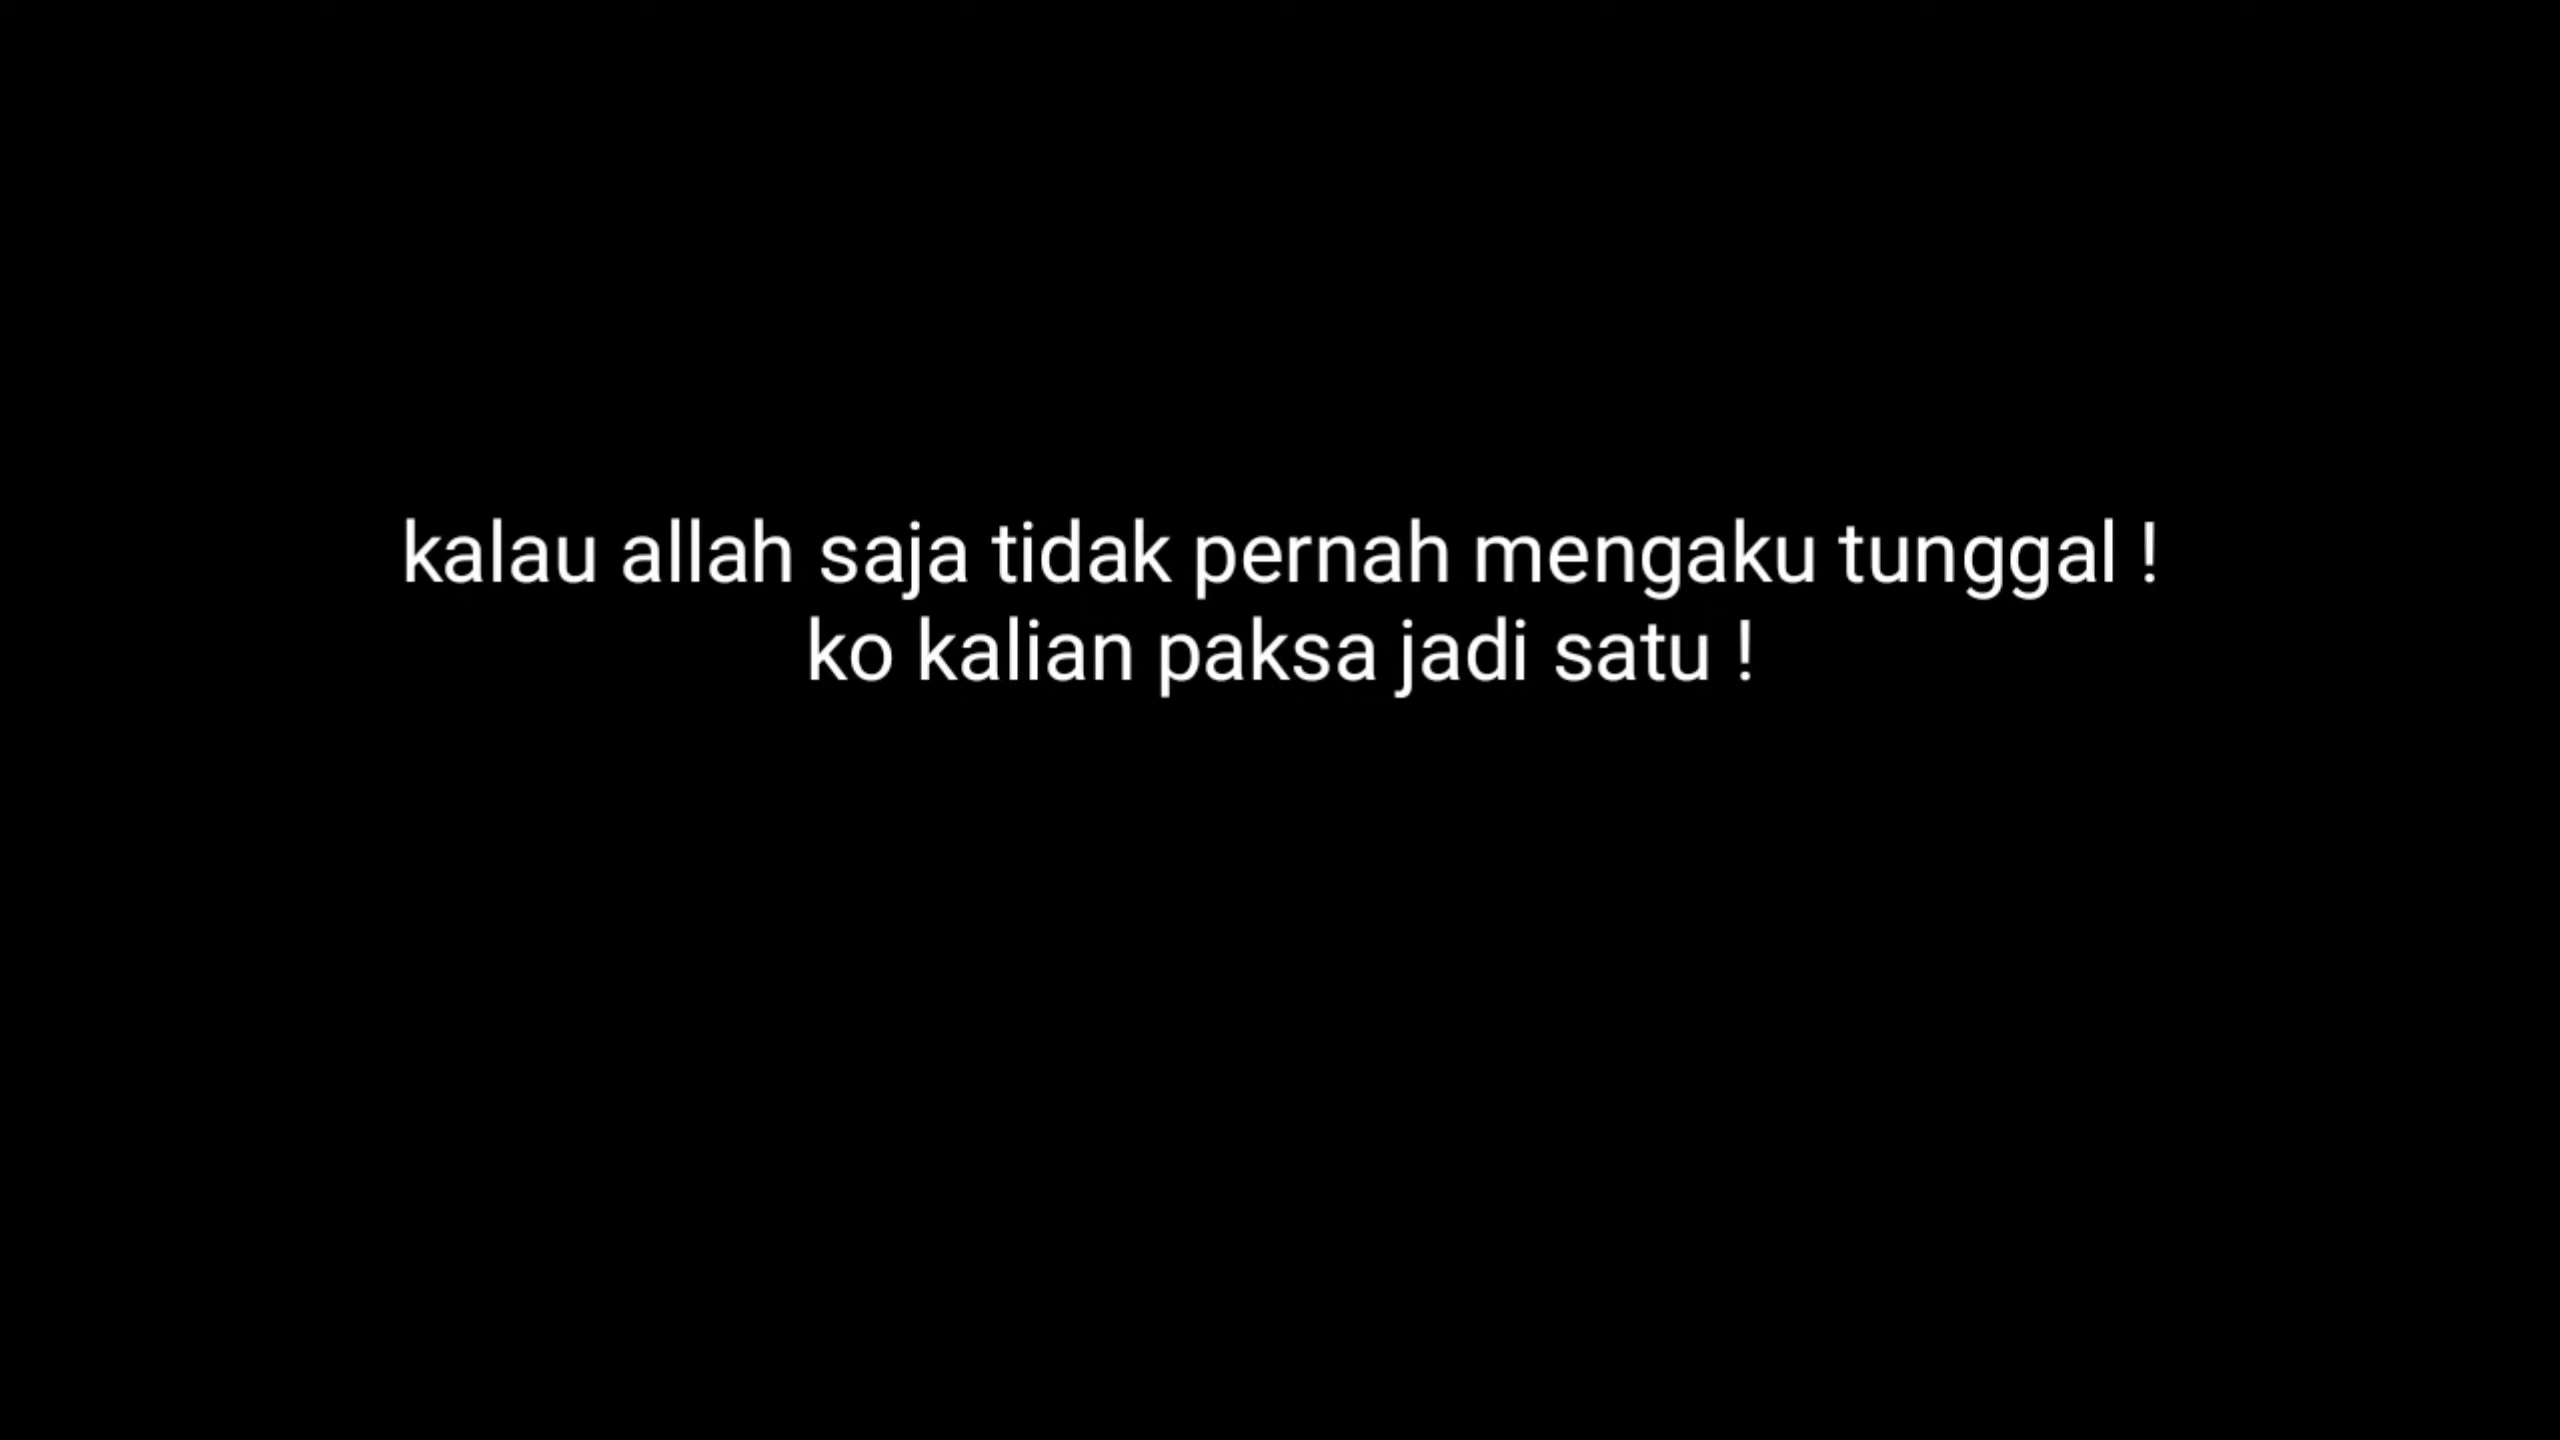 kalau allah saja tidak pernah mengaku tunggal !
ko kalian paksa jadi satu !